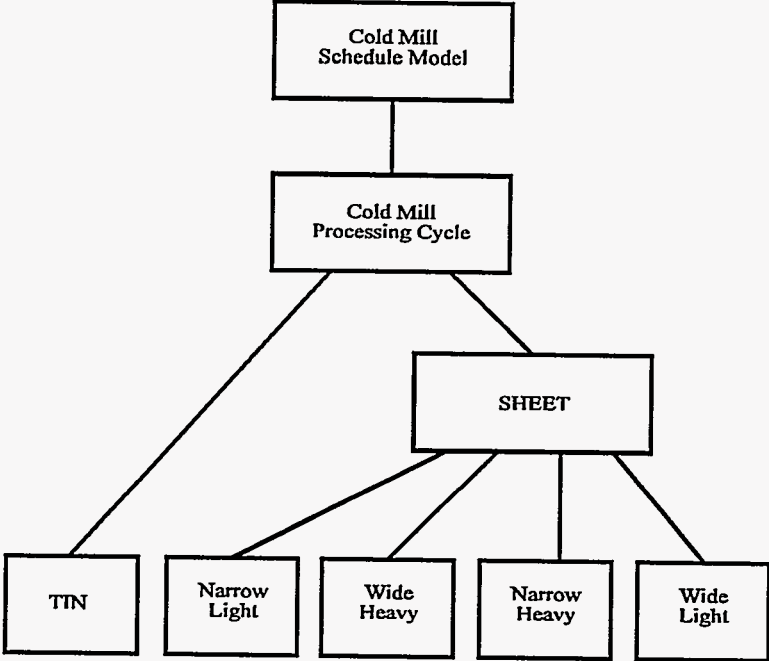 Cold Mill
Schedule Model
Cold Mill
Processing Cycle
SHEET
TIN
Narrow
Light
Wide
Heavy
Narrow
Heavy
Wide
Light